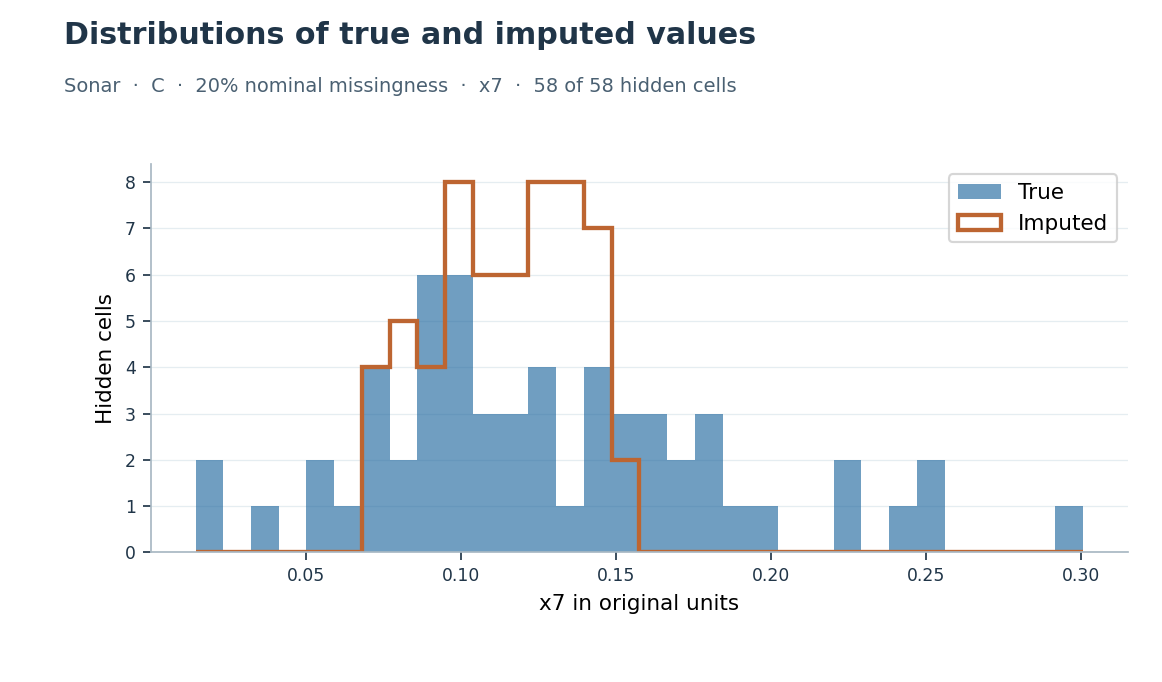 Distributions of true and imputed values
Sonar · C · 20% nominal missingness · x7 · 58 of 58 hidden cells
True
Imputed
Hidden cells
8
7
6
5
4
3
2
1
0
0.05 0.10 0.15 0.20 0.25 0.30
x7 in original units